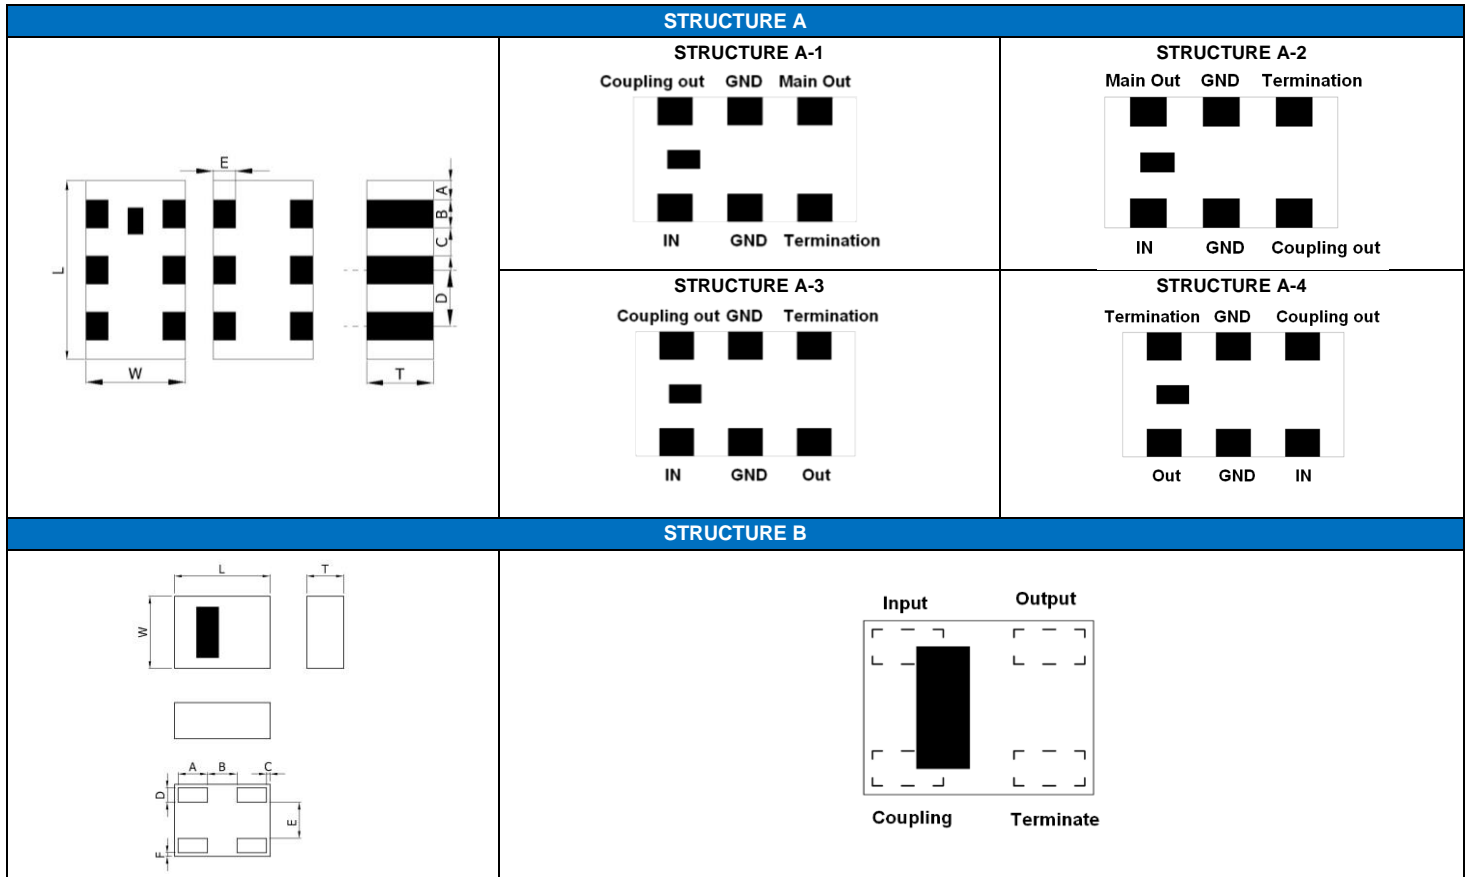 STRUCTURE A
STRUCTURE A-1
Coupling out GND Main Out
IN GND Termination
STRUCTURE A-2
Main Out GND Termination
IN GND Coupling out
E
A
B
C
D
L
W
T
STRUCTURE A-3
Coupling out GND Termination
IN GND Out
STRUCTURE A-4
Termination GND Coupling out
Out GND IN
STRUCTURE B
L
T
W
A B C
D
E
F
Input Output
Coupling Terminate